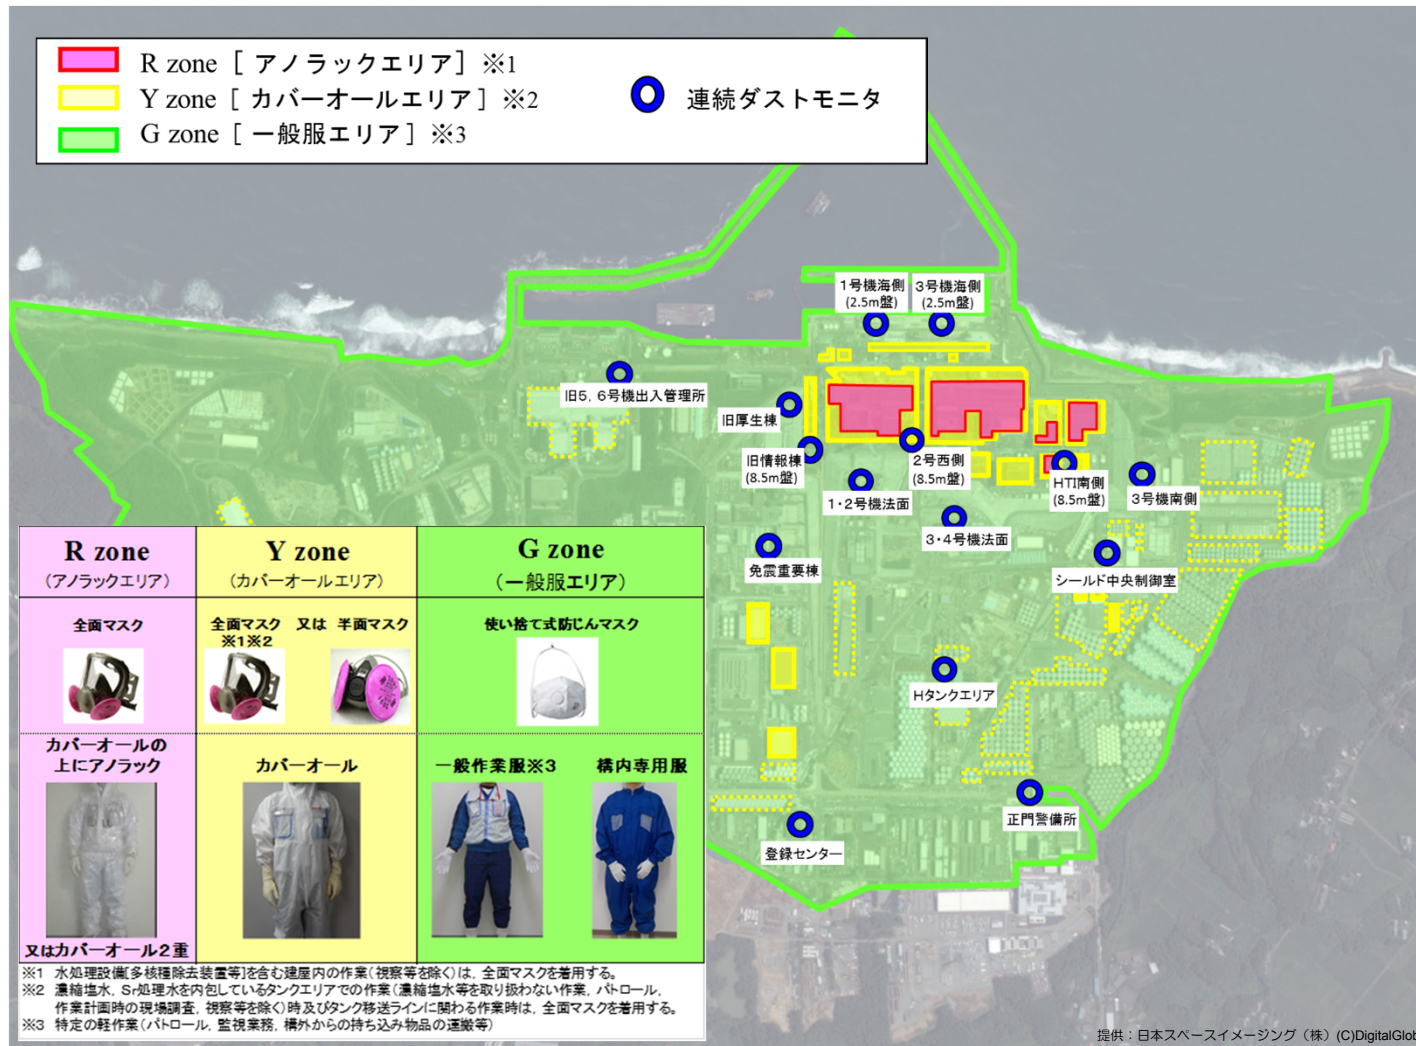 R zone [ アノラックエリア] ※1
Y zone [ カバーオールエリア] ※2
G zone [ 一般服エリア] ※3
連続ダストモニタ
1号機海側
(2.5m盤)
3号機海側
(2.5m盤)
旧5．6号機出入管理所
旧厚生棟
旧情報棟
(8.5m盤)
2号西側
(8.5m盤)
1・2号機法面
HTI南側
(8.5m盤)
3号機南側
3・4号機法面
免震重要棟
シールド中央制御室
Hタンクエリア
正門警備所
登録センター
R zone
（アノラックエリア）
Y zone
（カバーオールエリア）
G zone
（一般服エリア）
全面マスク
全面マスク 又は 半面マスク
※1※2
使い捨て式防じんマスク
カバーオールの
上にアノラック
又はカバーオール2重
カバーオール
一般作業服※3
構内専用服
※1 水処理設備[多核種除去装置等]を含む建屋内の作業（視察等を除く）は，全面マスクを着用する。
※2 濃縮塩水，Sr処理水を内包しているタンクエリアでの作業（濃縮塩水等を取り扱わない作業，パトロール，
作業計画時の現場調査，視察等を除く）時及びタンク移送ラインに関わる作業時は，全面マスクを着用する。
※3 特定の軽作業（パトロール，監視業務，構外からの持ち込み物品の運搬等）
提供：日本スペースイメージング（株）(C)DigitalGlob